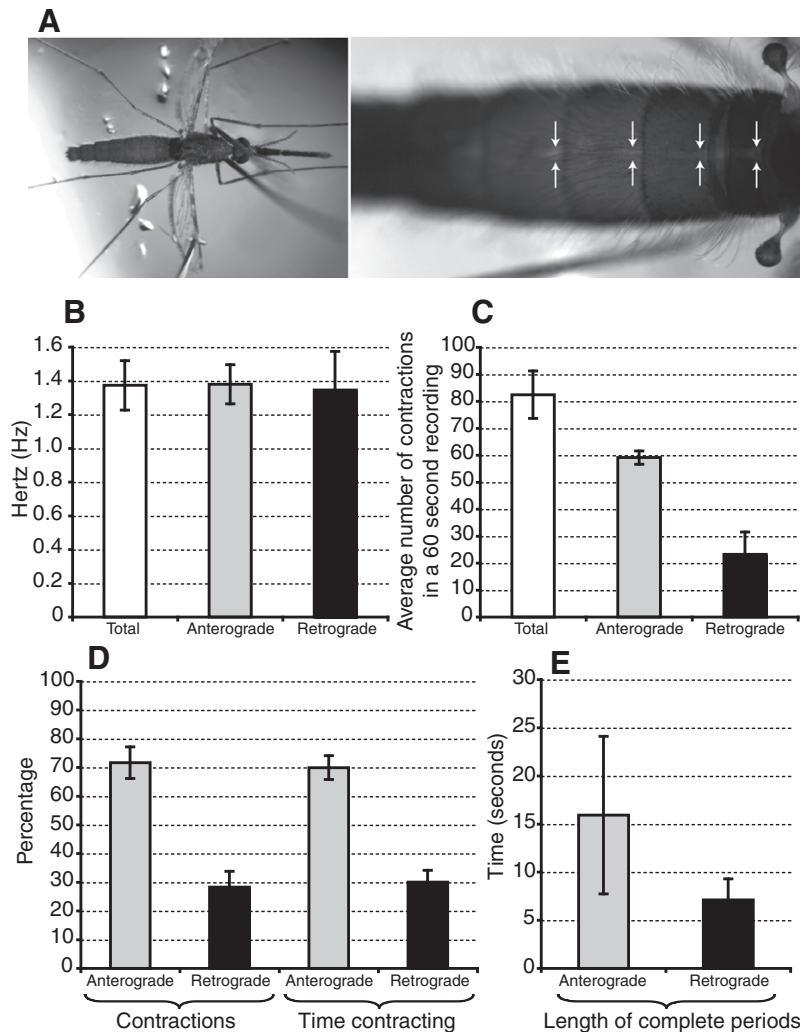 A
B
Hertz (Hz)
1.6
1.4
1.2
1.0
0.8
0.6
0.4
0.2
0
Total
Anterograde
Retrograde
C
Average number of contractions
in a 60 second recording
100
90
80
70
60
50
40
30
20
10
0
Total
Anterograde
Retrograde
D
Percentage
100
90
80
70
60
50
40
30
20
10
0
Anterograde
Retrograde
Anterograde
Retrograde
Contractions
Time contracting
E
Time (seconds)
30
25
20
15
10
5
0
Anterograde
Retrograde
Length of complete periods